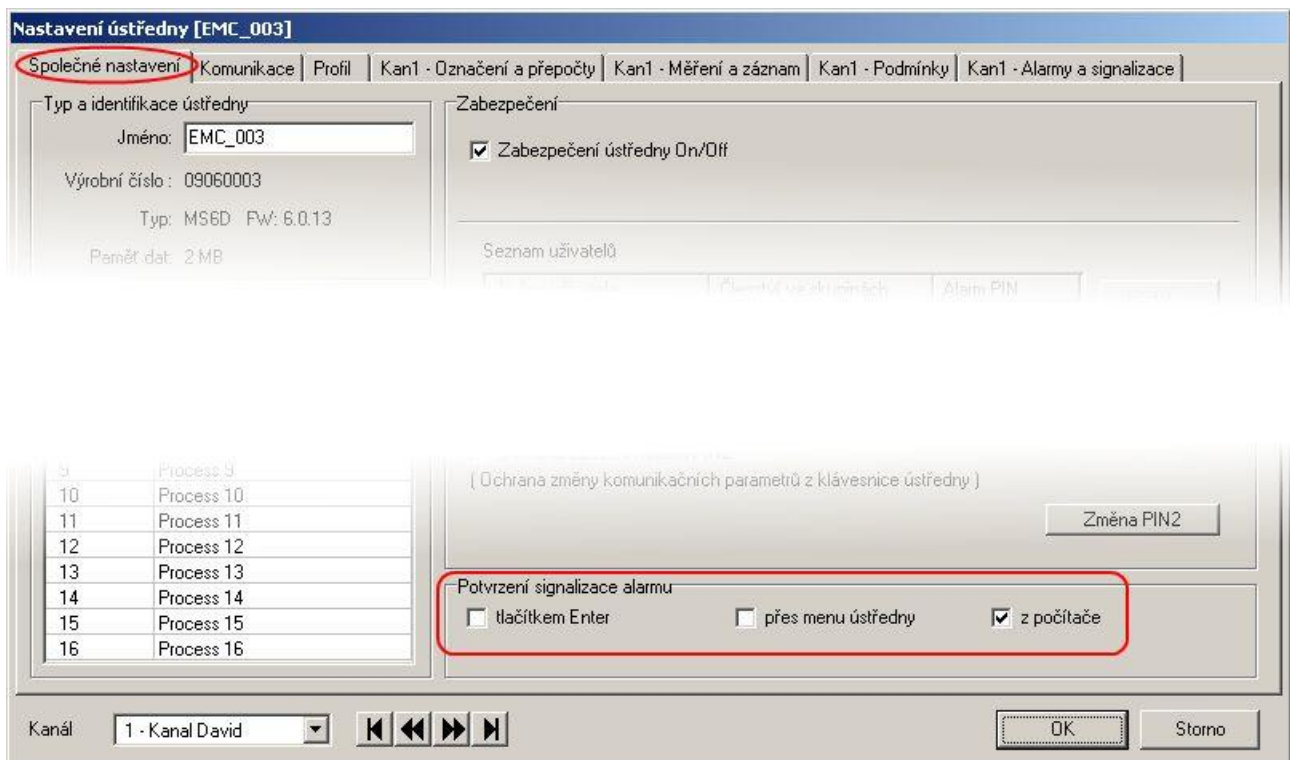 Nastavení ústředny [EMC_003]
Společné nastavení Komunikace Profil Kan1 - Označení a přepočty Kan1 - Měření a záznam Kan1 - Podmínky Kan1 - Alarmy a signalizace
Typ a identifikace ústředny
Jméno: EMC_003
Výrobní číslo : 09060003
Typ: MS6D FW: 6.0.13
Paměť dat: 2 MB
Zabezpečení
Zabezpečení ústředny On/Off
Seznam uživatelů
Členství ve skupinách Alarm PIN
9 Process 9
10 Process 10
11 Process 11
12 Process 12
13 Process 13
14 Process 14
15 Process 15
16 Process 16
( Ochrana změny komunikačních parametrů z klávesnice ústředny )
Změna PIN2
Potvrzení signalizace alarmu
tlačítkem Enter přes menu ústředny z počítače
Kanál 1 - Kanal David
OK Storno